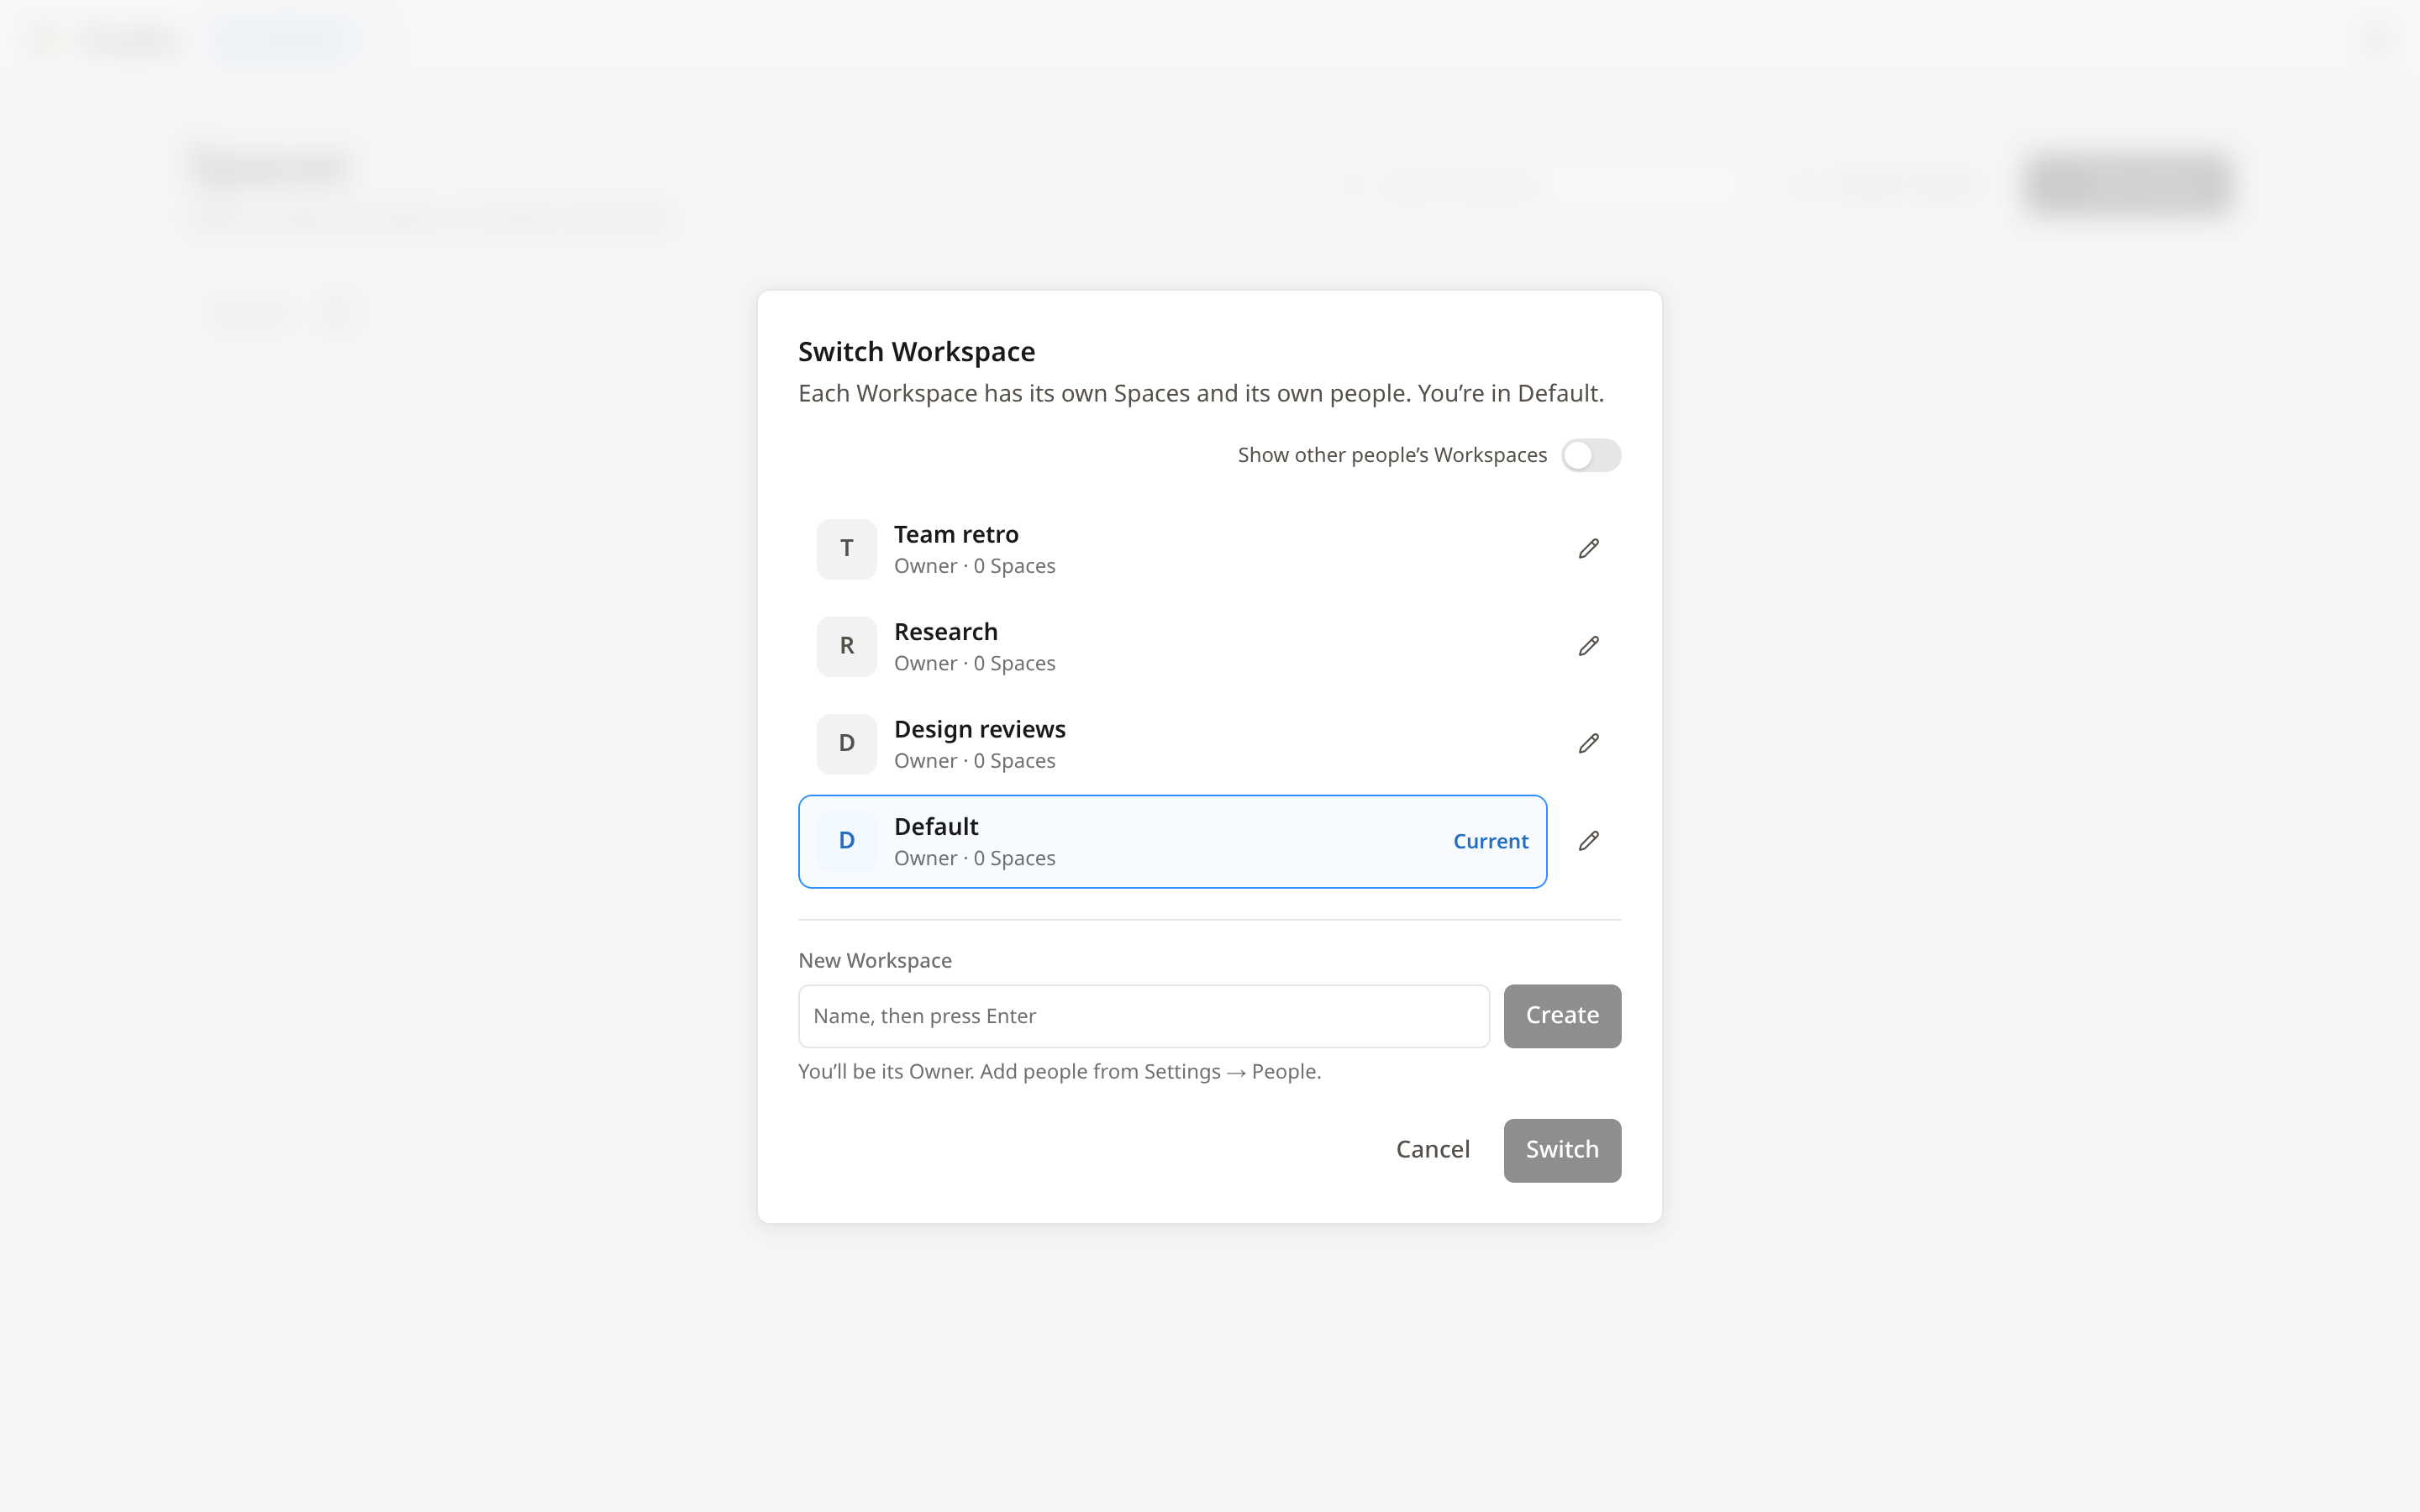 Switch Workspace
Each Workspace has its own Spaces and its own people. You’re in Default.
Show other people’s Workspaces
T
Team retro
Owner · 0 Spaces
R
Research
Owner · 0 Spaces
D
Design reviews
Owner · 0 Spaces
D
Default
Owner · 0 Spaces
Current
New Workspace
Name, then press Enter
Create
You’ll be its Owner. Add people from Settings → People.
Cancel
Switch